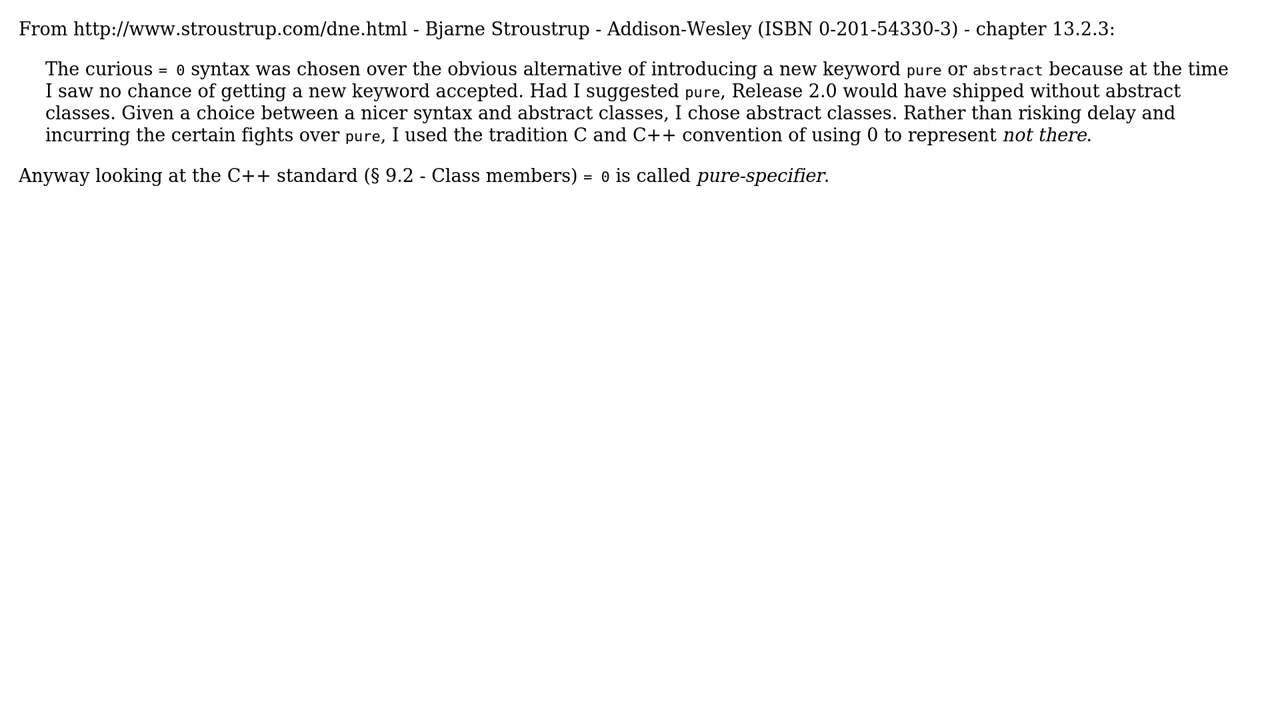 From http://www.stroustrup.com/dne.html - Bjarne Stroustrup - Addison-Wesley (ISBN 0-201-54330-3) - chapter 13.2.3:
The curious = 0 syntax was chosen over the obvious alternative of introducing a new keyword pure or abstract because at the time
I saw no chance of getting a new keyword accepted. Had I suggested pure, Release 2.0 would have shipped without abstract
classes. Given a choice between a nicer syntax and abstract classes, I chose abstract classes. Rather than risking delay and
incurring the certain fights over pure, I used the tradition C and C++ convention of using 0 to represent not there.
Anyway looking at the C++ standard (§ 9.2 - Class members) = 0 is called pure-specifier.